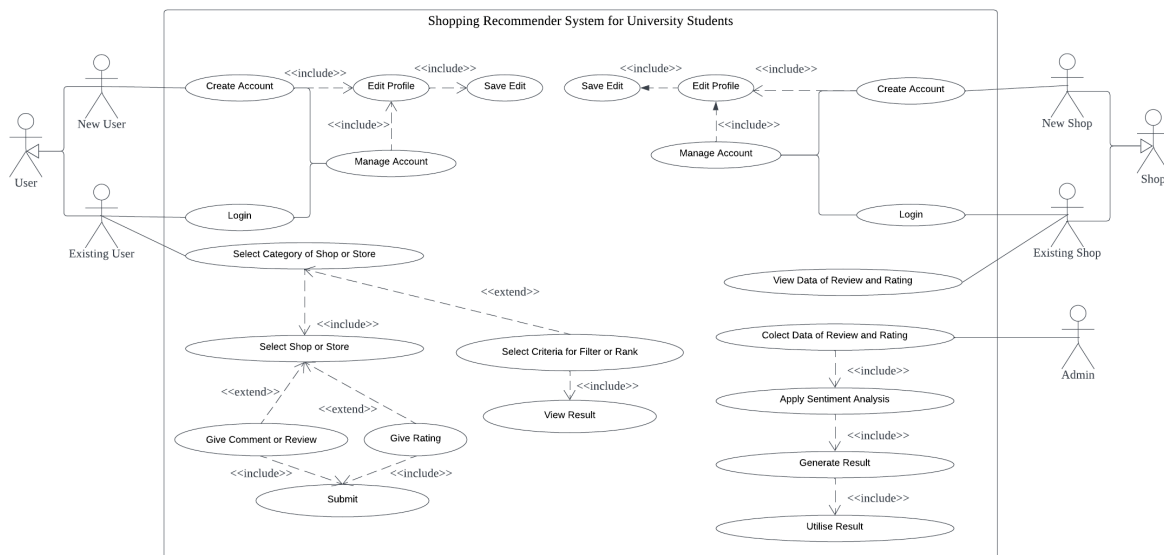 Shopping Recommender System for University Students
<<include>>
<<include>>
<<include>>
Create Account
Edit Profile
Save Edit
Save Edit
Edit Profile
Create Account
New User
<<include>>
<<include>>
New Shop
Manage Account
Manage Account
User
Shop
Login
Login
Existing User
Select Category of Shop or Store
Existing Shop
View Data of Review and Rating
<<extend>>
<<include>>
Select Shop or Store
Select Criteria for Filter or Rank
Colect Data of Review and Rating
Admin
<<include>>
<<extend>>
<<extend>>
<<include>>
View Result
Apply Sentiment Analysis
Give Comment or Review
Give Rating
<<include>>
Generate Result
<<include>>
<<include>>
Submit
<<include>>
Utilise Result